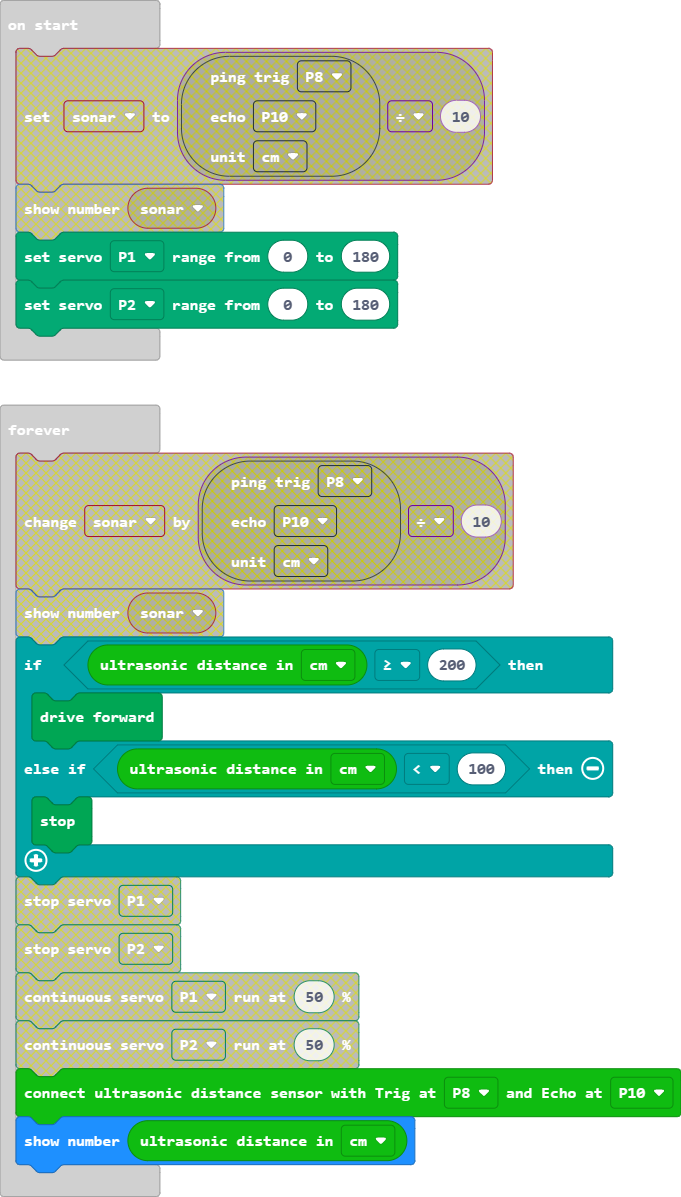 on start
ping trig P8
set sonar to echo P10 ÷ 10
unit cm
show number sonar
set servo P1 range from 0 to 180
set servo P2 range from 0 to 180
forever
ping trig P8
change sonar by echo P10 ÷ 10
unit cm
show number sonar
if ultrasonic distance in cm ≥ 200 then
drive forward
else if ultrasonic distance in cm < 100 then
stop
stop servo P1
stop servo P2
continuous servo P1 run at 50 %
continuous servo P2 run at 50 %
connect ultrasonic distance sensor with Trig at P8 and Echo at P10
show number ultrasonic distance in cm